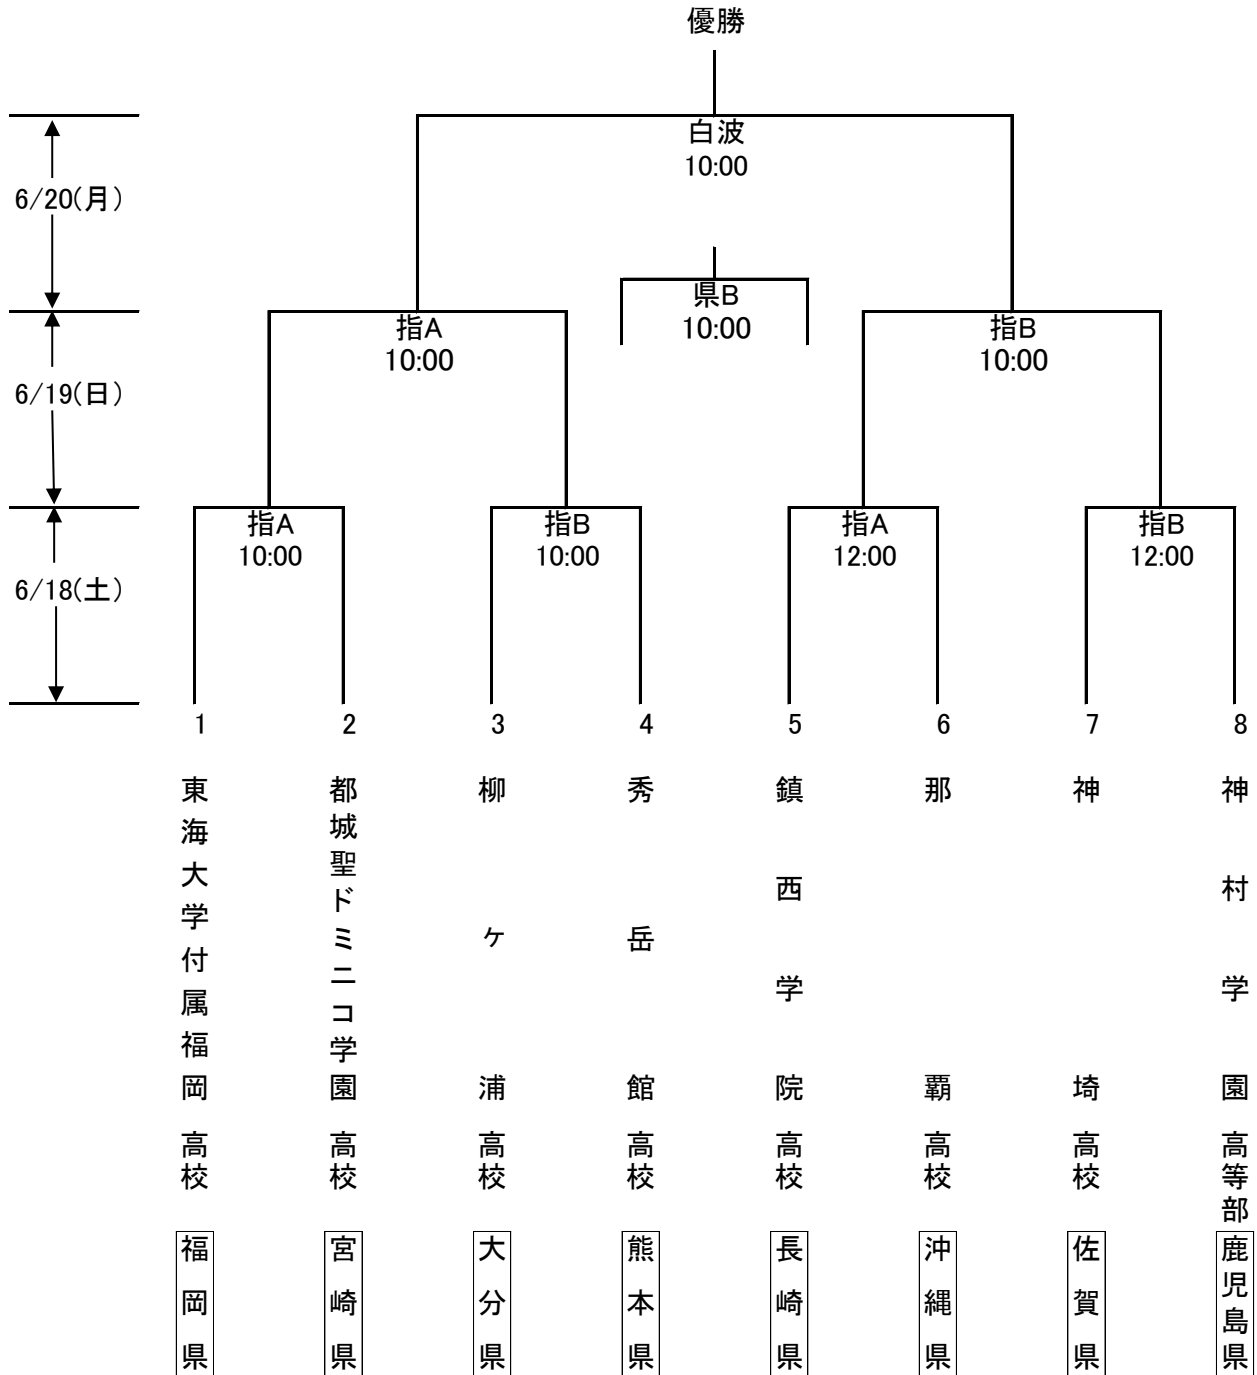 優勝
白波
10:00
6/20(月)
県B
10:00
指A
10:00
指B
10:00
6/19(日)
指A
10:00
指B
10:00
指A
12:00
指B
12:00
6/18(土)
1
2
3
4
5
6
7
8
東海大学付属福岡高校
都城聖ドミニコ学園高校
柳ケ浦高校
秀岳館高校
鎮西学院高校
那覇高校
神埼高校
神村学園高等部
福岡県
宮崎県
大分県
熊本県
長崎県
沖縄県
佐賀県
鹿児島県